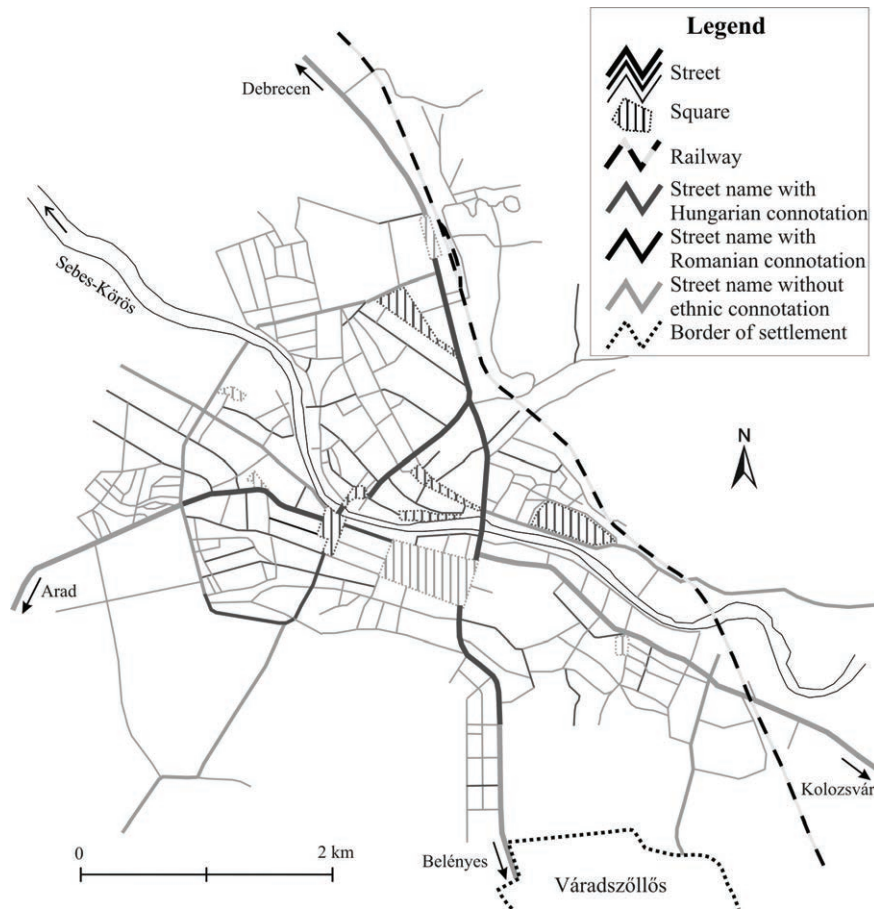 Legend
Street
Square
Railway
Street name with
Hungarian connotation
Street name with
Romanian connotation
Street name without
ethnic connotation
Border of settlement
Debrecen
Sebes-Körös
N
Arad
Kolozsvár
0 2 km
Belényes
Váradszőllős